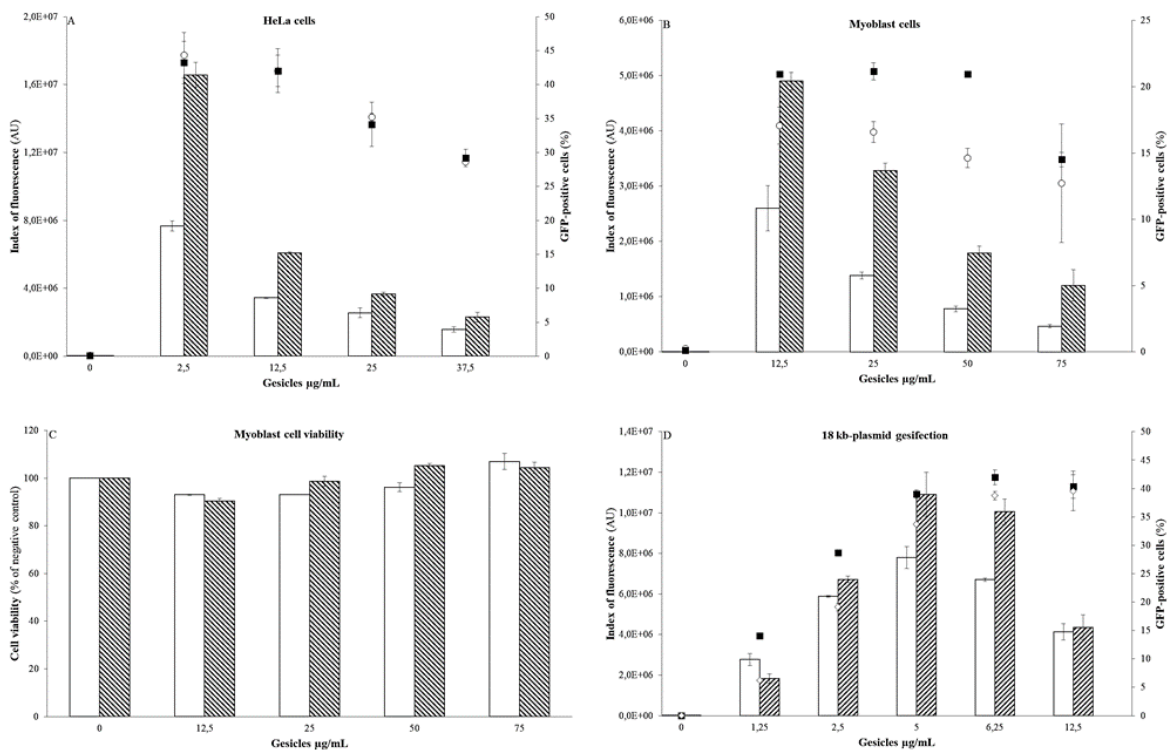 A
HeLa cells
Index of fluorescence (AU)
2,0E+07
1,6E+07
1,2E+07
8,0E+06
4,0E+06
0,0E+00
50
45
40
35
30
25
20
15
10
5
0
GFP-positive cells (%)
0 2,5 12,5 25 37,5
Gesicles µg/mL
B
Myoblast cells
Index of fluorescence (AU)
6,0E+06
5,0E+06
4,0E+06
3,0E+06
2,0E+06
1,0E+06
0,0E+00
25
20
15
10
5
0
GFP-positive cells (%)
0 12,5 25 50 75
Gesicles µg/mL
C
Myoblast cell viability
Cell viability (% of negative control)
120
100
80
60
40
20
0
0 12,5 25 50 75
Gesicles µg/mL
D
18 kb-plasmid gesifection
Index of fluorescence (AU)
1,4E+07
1,2E+07
1,0E+07
8,0E+06
6,0E+06
4,0E+06
2,0E+06
0,0E+00
50
45
40
35
30
25
20
15
10
5
0
GFP-positive cells (%)
0 1,25 2,5 5 6,25 12,5
Gesicles µg/mL